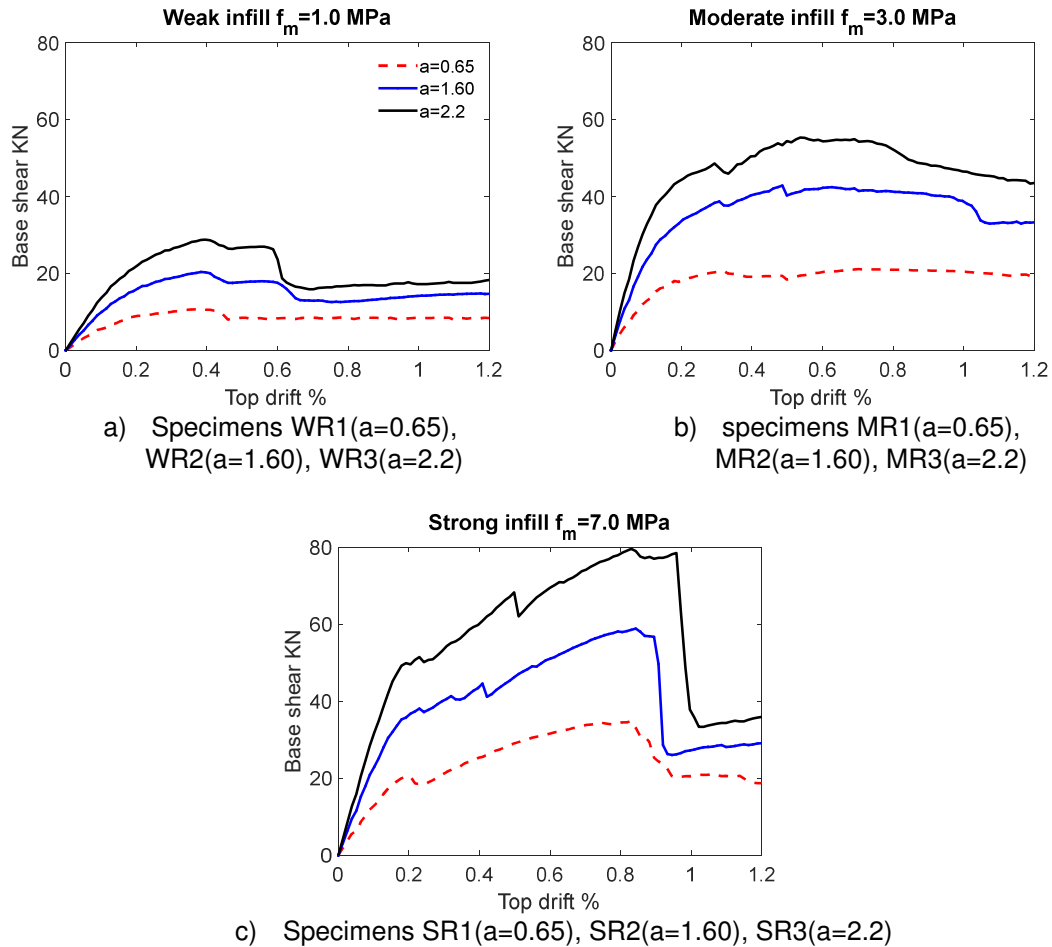 Weak infill f_m=1.0 MPa
80
60
40
20
0
Base shear KN
a=0.65
a=1.60
a=2.2
0 0.2 0.4 0.6 0.8 1 1.2
Top drift %
a) Specimens WR1(a=0.65),
WR2(a=1.60), WR3(a=2.2)
Moderate infill f_m=3.0 MPa
80
60
40
20
0
Base shear KN
0 0.2 0.4 0.6 0.8 1 1.2
Top drift %
b) specimens MR1(a=0.65),
MR2(a=1.60), MR3(a=2.2)
Strong infill f_m=7.0 MPa
80
60
40
20
0
Base shear KN
0 0.2 0.4 0.6 0.8 1 1.2
Top drift %
c) Specimens SR1(a=0.65), SR2(a=1.60), SR3(a=2.2)